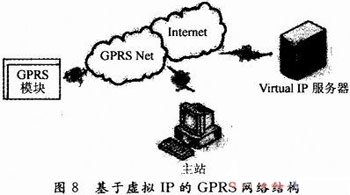 Internet
GPRS Net
GPRS
模块
Virtual IP 服务器
主站
图 8 基于虚拟 IP 的 GPRS 网络结构